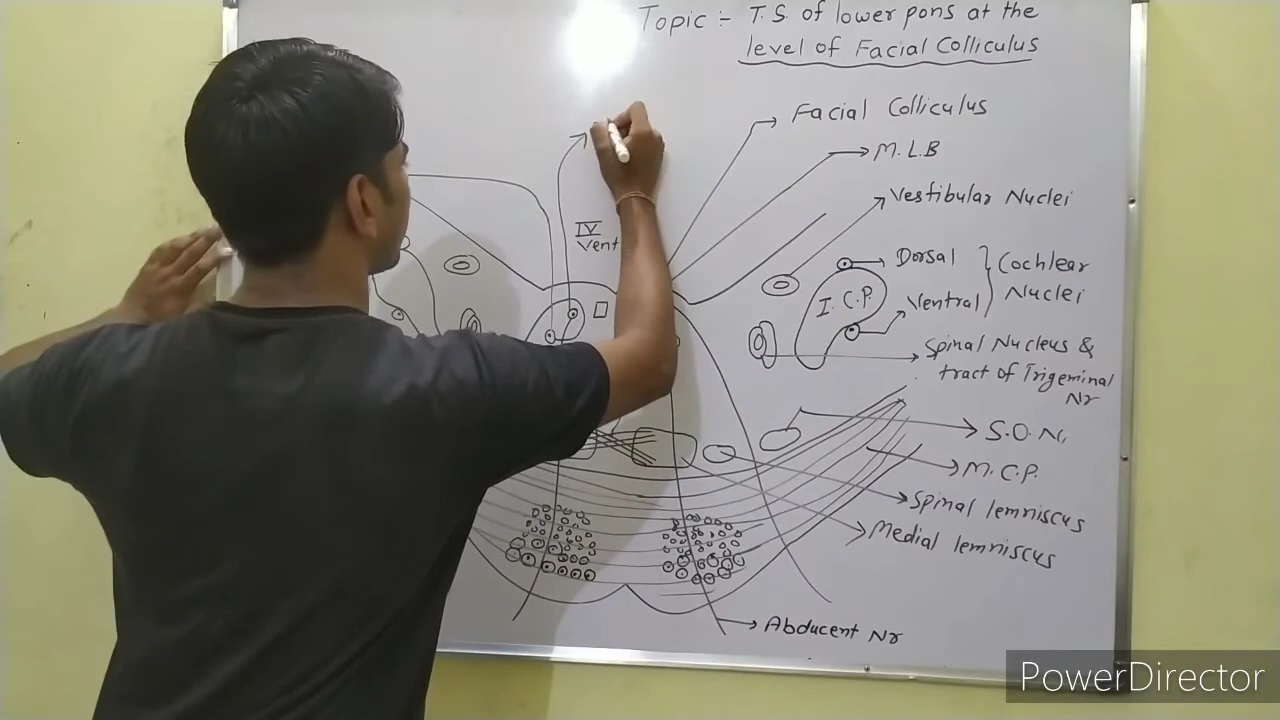 Topic :- T.S. of lower pons at the
level of Facial Colliculus
Facial Colliculus
M.L.B
Vestibular Nuclei
IV
Vent
Dorsal
Cochlear
Nuclei
I.C.P.
Ventral
Spinal Nucleus &
tract of Trigeminal
Nr
S.O.N.
M.C.P.
Spinal lemniscus
Medial lemniscus
Abducent Nr
PowerDirector